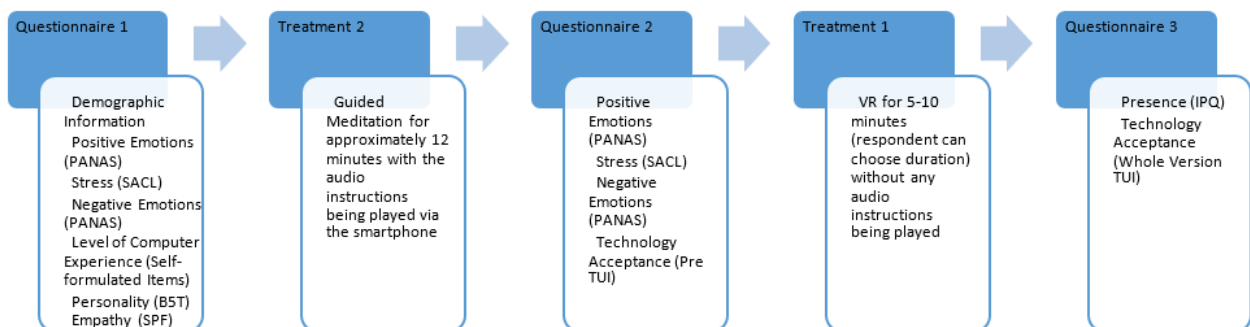 Questionnaire 1
Demographic
Information
Positive Emotions
(PANAS)
Stress (SACL)
Negative Emotions
(PANAS)
Level of Computer
Experience (Self-
formulated Items)
Personality (B5T)
Empathy (SPF)
Treatment 2
Guided
Meditation for
approximately 12
minutes with the
audio
instructions
being played via
the smartphone
Questionnaire 2
Positive
Emotions
(PANAS)
Stress (SACL)
Negative
Emotions
(PANAS)
Technology
Acceptance (Pre
TUI)
Treatment 1
VR for 5-10
minutes
(respondent can
choose duration)
without any
audio
instructions
being played
Questionnaire 3
Presence (IPQ)
Technology
Acceptance
(Whole Version
TUI)